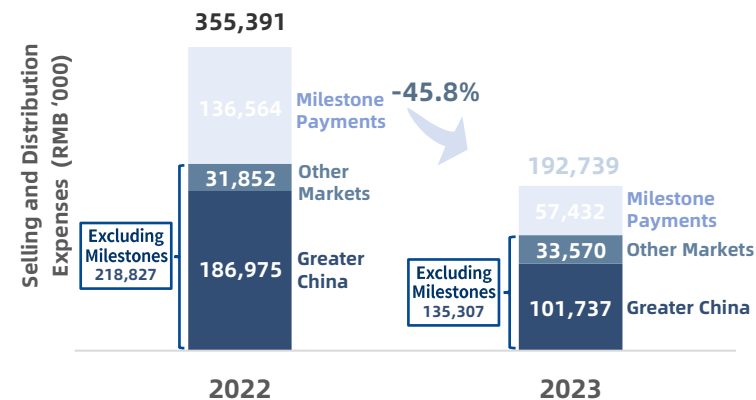 Selling and Distribution
Expenses (RMB ‘000)
355,391
136,564
Milestone
Payments
31,852
Other
Markets
186,975
Greater
China
Excluding
Milestones
218,827
-45.8%
192,739
57,432
Milestone
Payments
33,570
Other Markets
101,737
Greater China
Excluding
Milestones
135,307
2022
2023